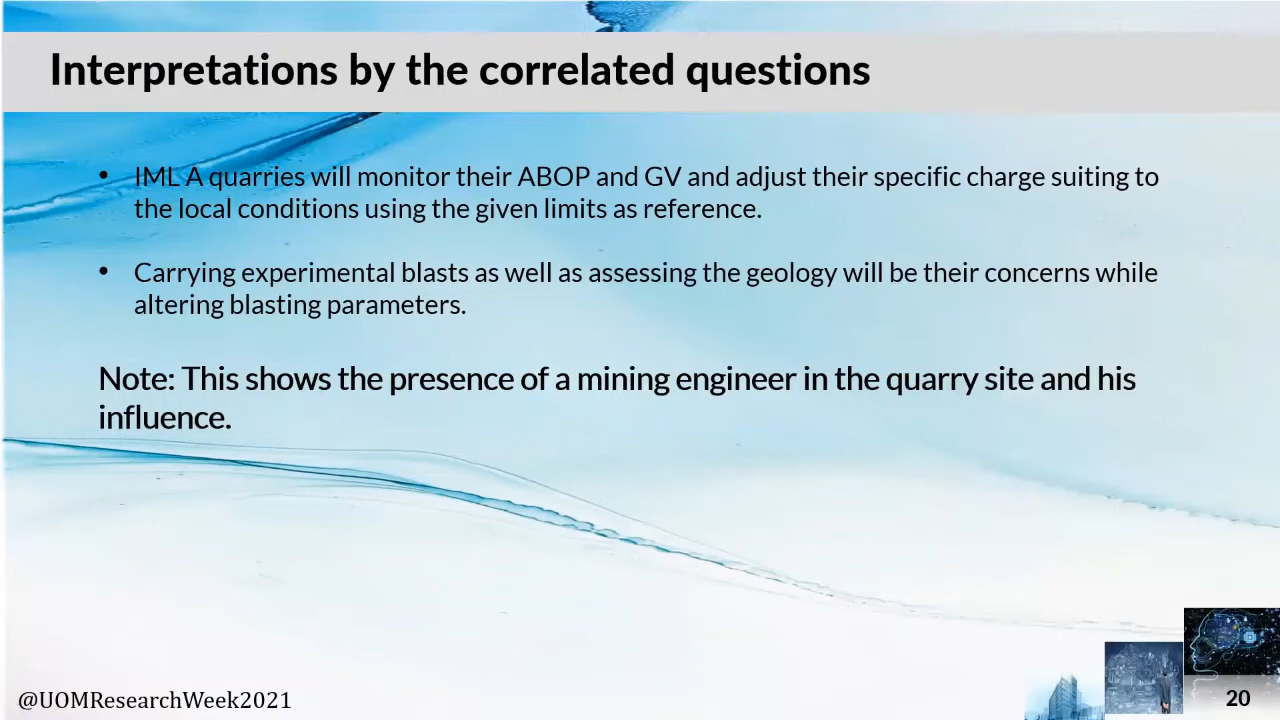 Interpretations by the correlated questions
• IML A quarries will monitor their ABOP and GV and adjust their specific charge suiting to
the local conditions using the given limits as reference.
• Carrying experimental blasts as well as assessing the geology will be their concerns while
altering blasting parameters.
Note: This shows the presence of a mining engineer in the quarry site and his
influence.
@UOMResearchWeek2021
20